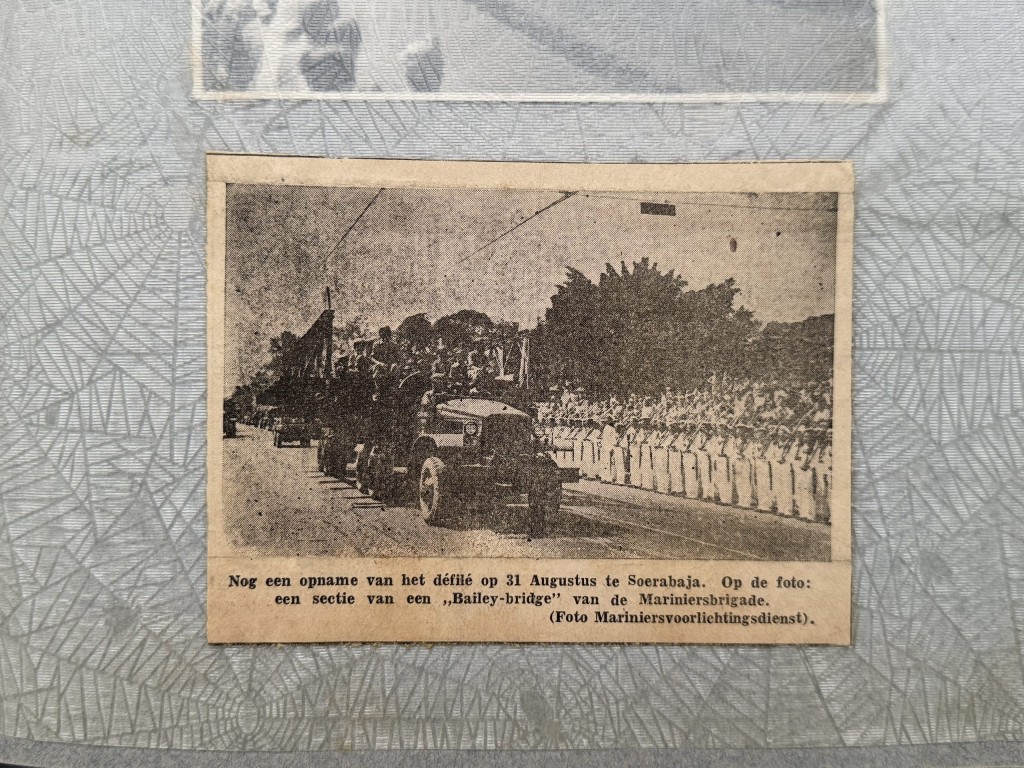 Nog een opname van het défilé op 31 Augustus te Soerabaja. Op de foto:
een sectie van een „Bailey-bridge” van de Mariniersbrigade.
(Foto Mariniersvoorlichtingsdienst).